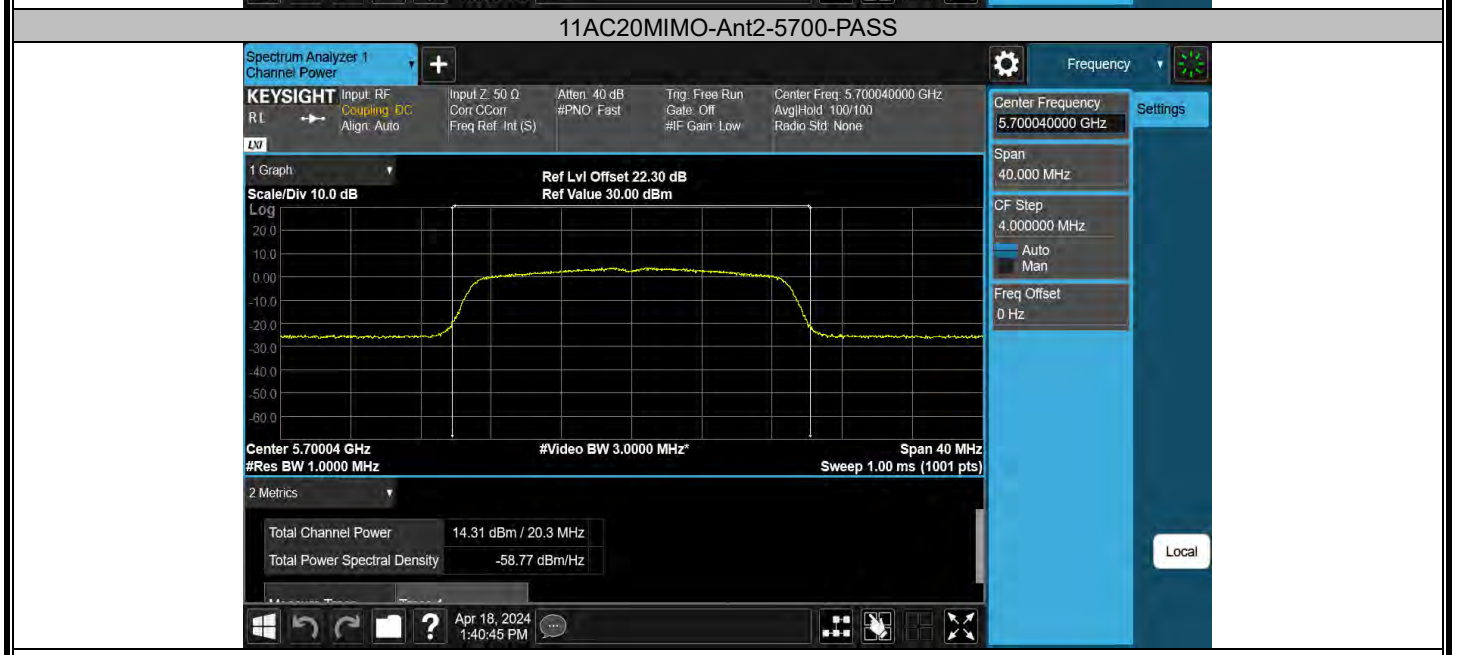 11AC20MIMO-Ant2-5700-PASS
Spectrum Analyzer 1
Channel Power
+
Frequency
KEYSIGHT
RL
LXI
Input: RF
Coupling: DC
Align: Auto
Input Z: 50 Ω
Corr CCorr
Freq Ref: Int (S)
Atten: 40 dB
#PNO: Fast
Trig: Free Run
Gate: Off
#IF Gain: Low
Center Freq: 5.700040000 GHz
Avg|Hold: 100/100
Radio Std: None
1 Graph
Scale/Div 10.0 dB
Ref Lvl Offset 22.30 dB
Ref Value 30.00 dBm
Log
20.0
10.0
0.00
-10.0
-20.0
-30.0
-40.0
-50.0
-60.0
Center 5.70004 GHz
#Video BW 3.0000 MHz*
Span 40 MHz
#Res BW 1.0000 MHz
Sweep 1.00 ms (1001 pts)
2 Metrics
Total Channel Power 14.31 dBm / 20.3 MHz
Total Power Spectral Density -58.77 dBm/Hz
?
Apr 18, 2024
1:40:45 PM
Center Frequency
5.700040000 GHz
Settings
Span
40.000 MHz
CF Step
4.000000 MHz
Auto
Man
Freq Offset
0 Hz
Local